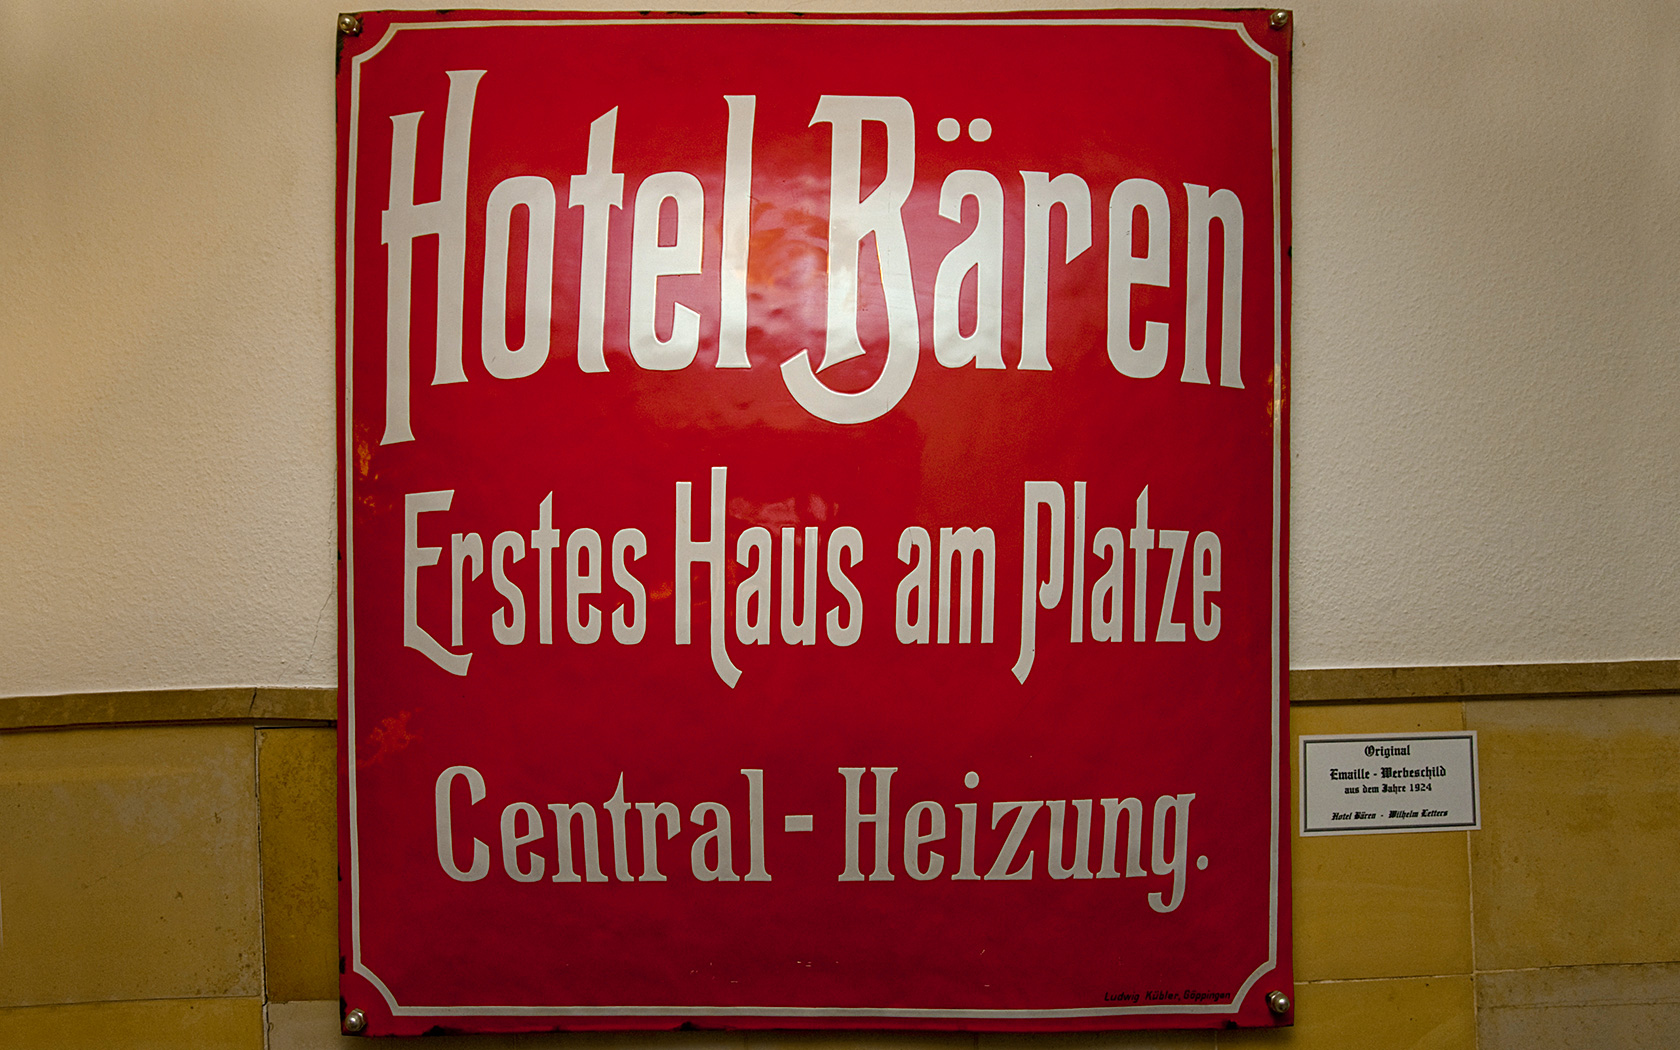 Hotel Bären
Erstes Haus am Platze
Central-Heizung.
Ludwig Kübler, Göppingen
Original
Emaille - Werbeschild
aus dem Jahre 1924
Hotel Bären - Wilhelm Letters